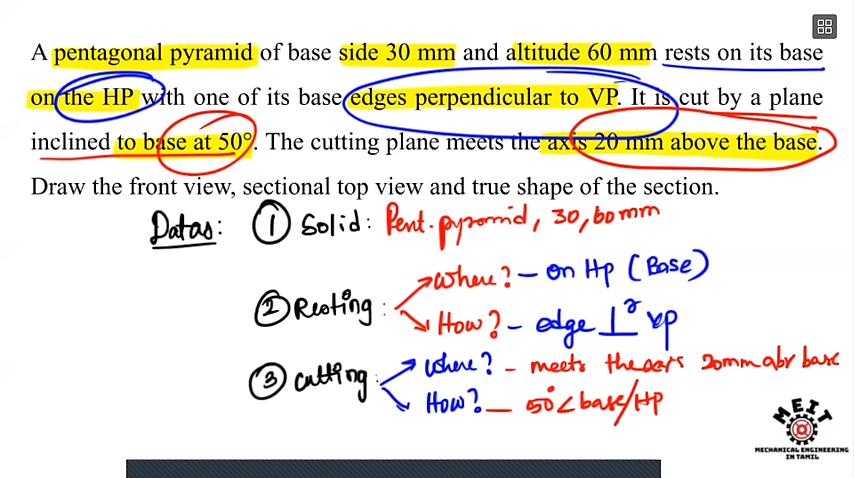 A pentagonal pyramid of base side 30 mm and altitude 60 mm rests on its base
on the HP with one of its base edges perpendicular to VP. It is cut by a plane
inclined to base at 50°. The cutting plane meets the axis 20 mm above the base.
Draw the front view, sectional top view and true shape of the section.
Datas: ① Solid: Pent. pyramid, 30, 60mm
② Resting:
Where? - on Hp (Base)
How? - edge ⊥r vp
③ Cutting:
Where? - meets the axis 20mm abv base
How? - 50° ∠ base/HP
MEIT
MECHANICAL ENGINEERING
IN TAMIL